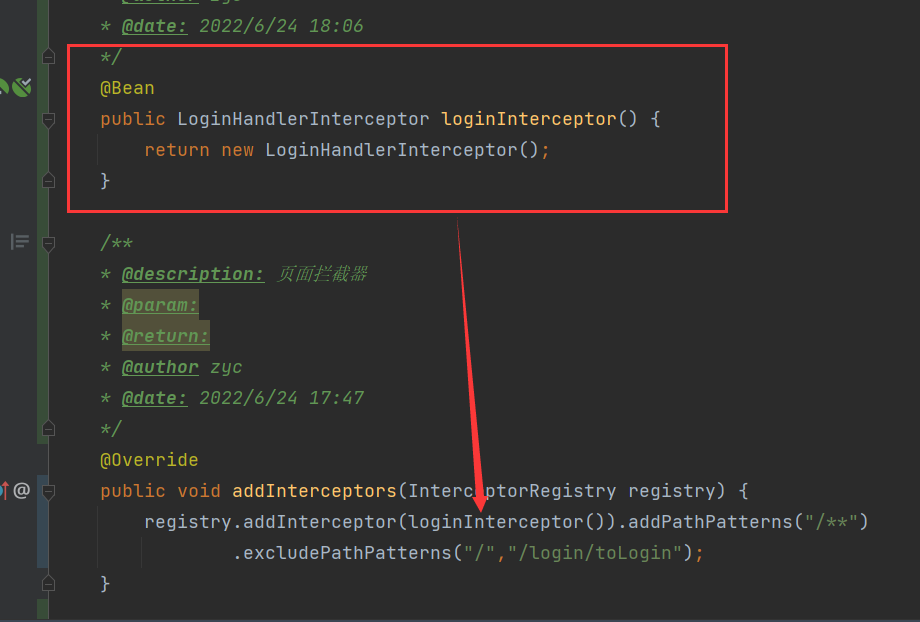 * @date: 2022/6/24 18:06
*/
@Bean
public LoginHandlerInterceptor loginInterceptor() {
return new LoginHandlerInterceptor();
}
/**
* @description: 页面拦截器
* @param:
* @return:
* @author zyc
* @date: 2022/6/24 17:47
*/
@Override
public void addInterceptors(InterceptorRegistry registry) {
registry.addInterceptor(loginInterceptor()).addPathPatterns("/**")
.excludePathPatterns("/","/login/toLogin");
}